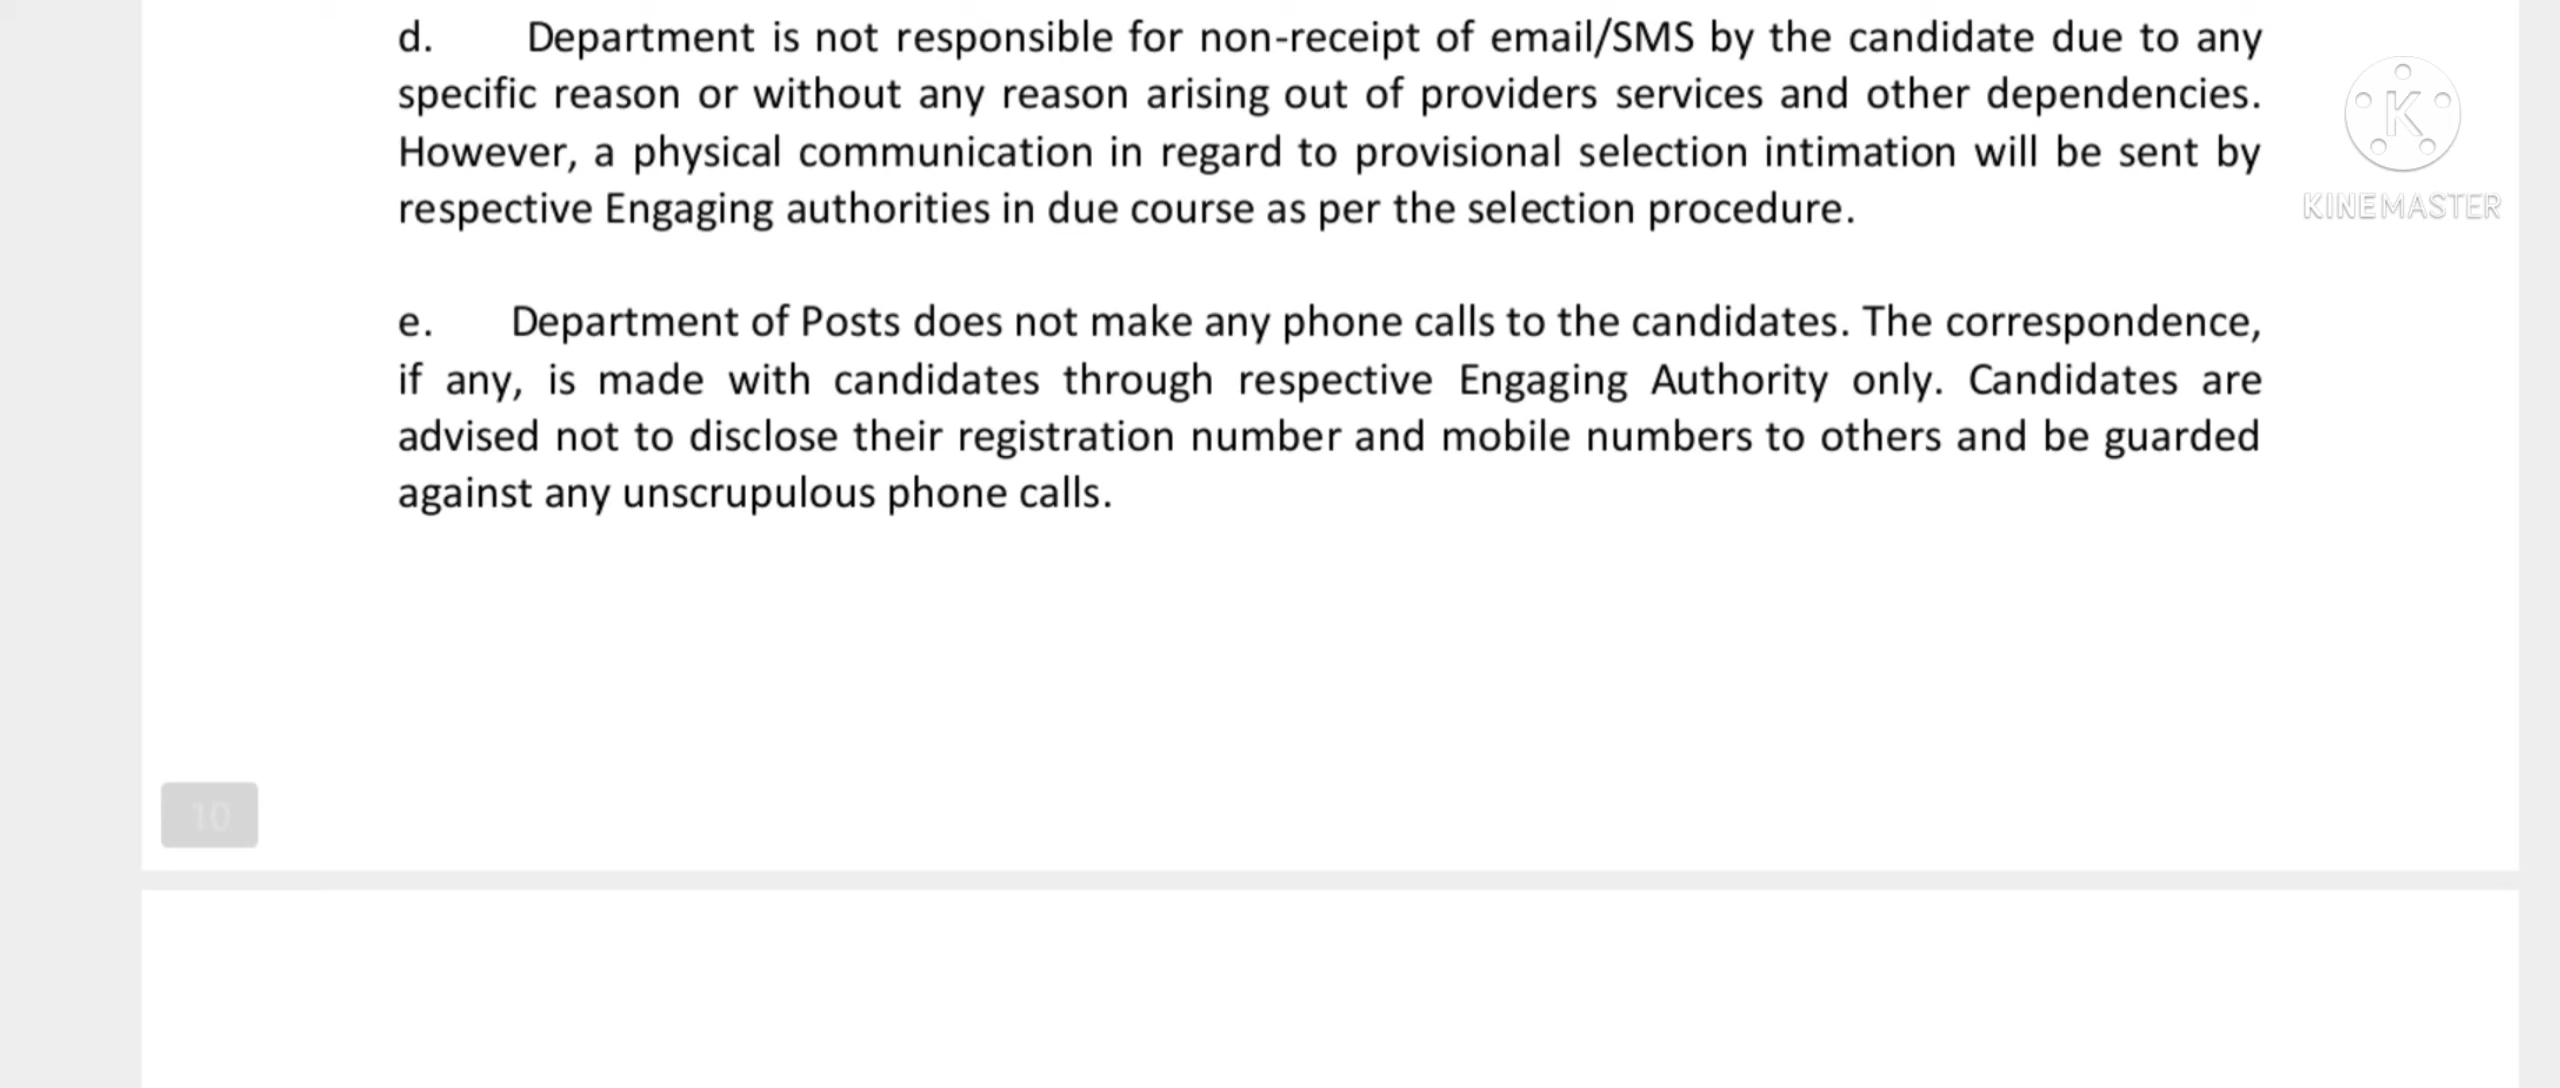 d. Department is not responsible for non-receipt of email/SMS by the candidate due to any
specific reason or without any reason arising out of providers services and other dependencies.
However, a physical communication in regard to provisional selection intimation will be sent by
respective Engaging authorities in due course as per the selection procedure.
K
KINEMASTER
e. Department of Posts does not make any phone calls to the candidates. The correspondence,
if any, is made with candidates through respective Engaging Authority only. Candidates are
advised not to disclose their registration number and mobile numbers to others and be guarded
against any unscrupulous phone calls.
10